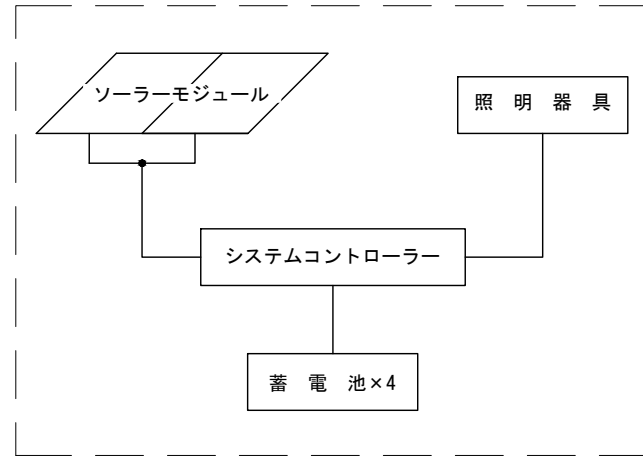 ソーラーモジュール
照 明 器 具
システムコントローラー
蓄 電 池×4